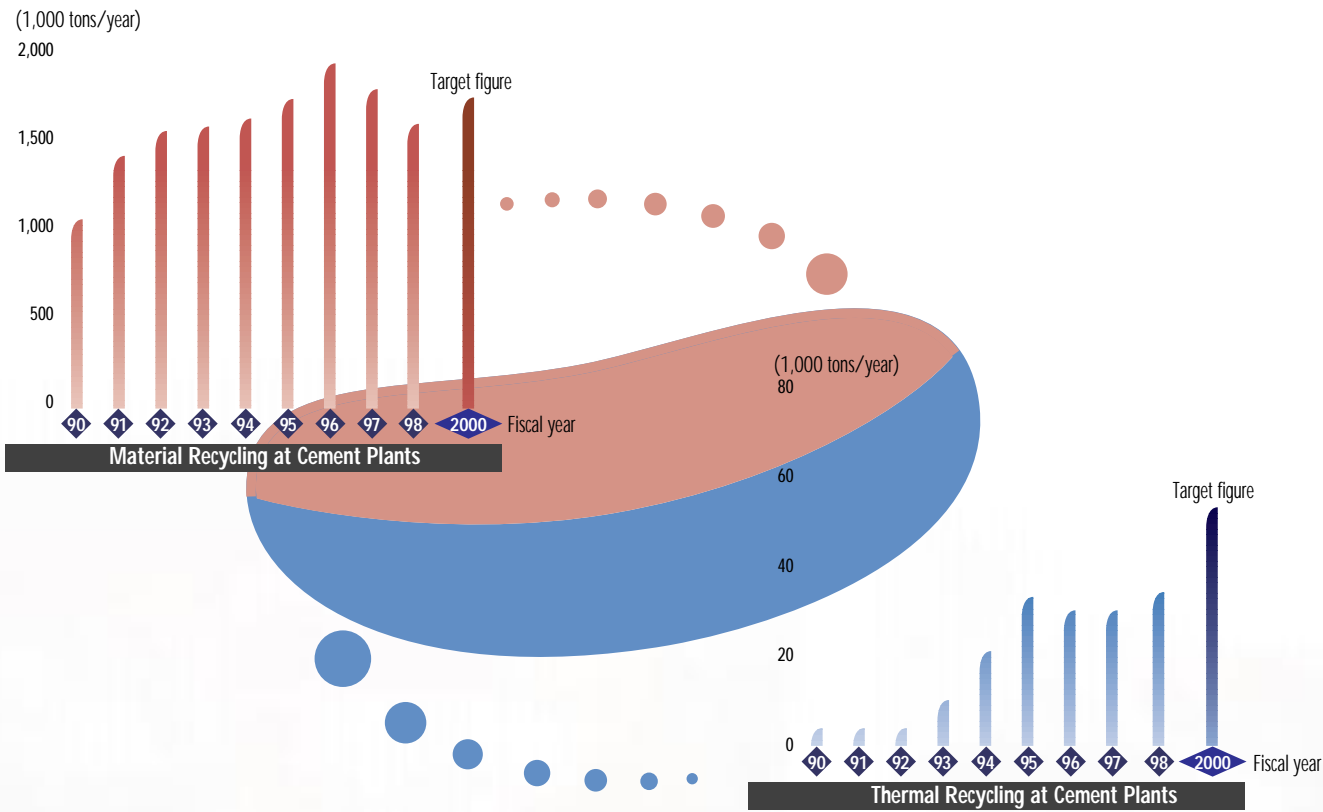 (1,000 tons/year)
2,000
1,500
1,000
500
0
Target figure
90 91 92 93 94 95 96 97 98 2000 Fiscal year
Material Recycling at Cement Plants
(1,000 tons/year)
80
60
40
20
0
Target figure
90 91 92 93 94 95 96 97 98 2000 Fiscal year
Thermal Recycling at Cement Plants